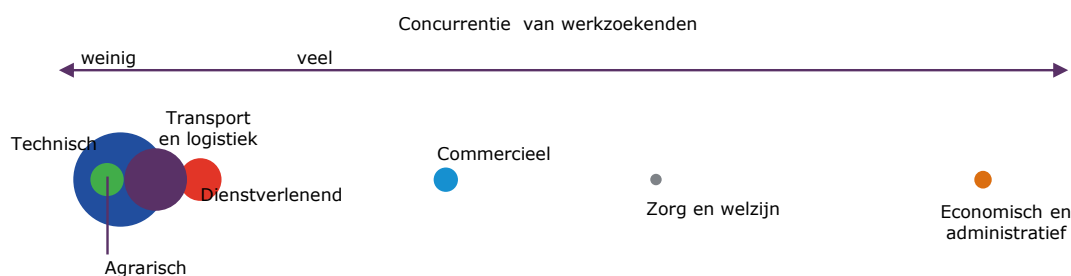 Concurrentie van werkzoekenden
weinig
veel
Transport
en logistiek
Technisch
Commercieel
Dienstverlenend
Zorg en welzijn
Economisch en
administratief
Agrarisch